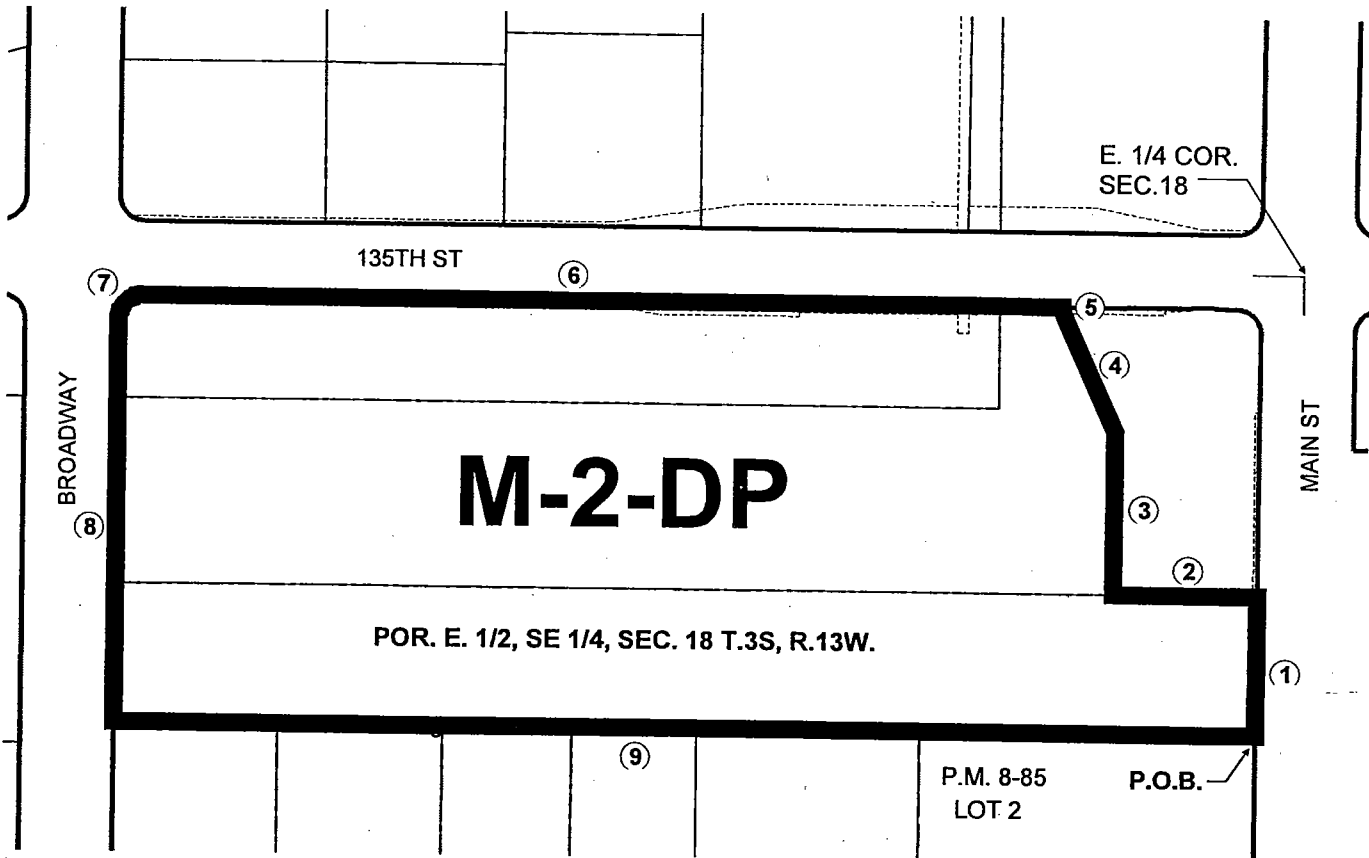 E. 1/4 COR.
SEC.18
135TH ST
6
7
5
4
BROADWAY
MAIN ST
M-2-DP
3
8
2
POR. E. 1/2, SE 1/4, SEC. 18 T.3S, R.13W.
1
9
P.M. 8-85
LOT 2
P.O.B.